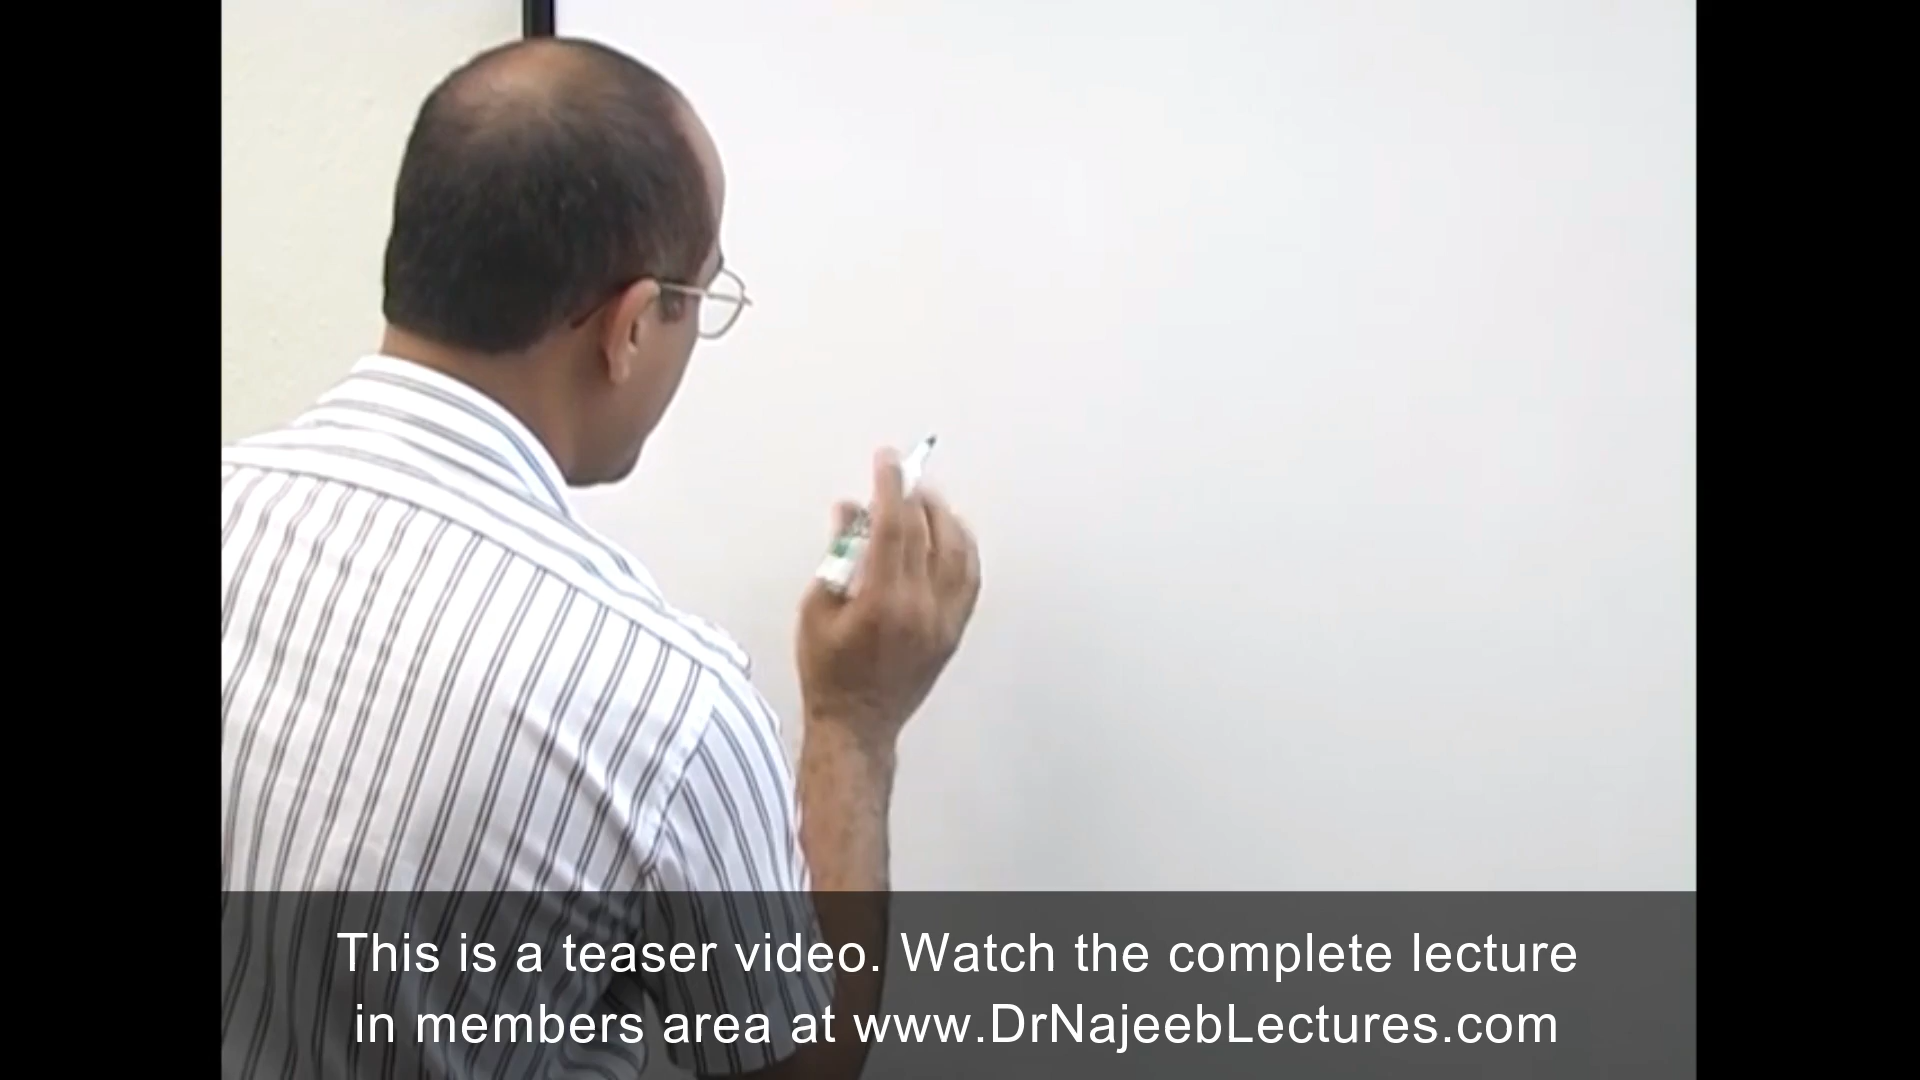 This is a teaser video. Watch the complete lecture
in members area at www.DrNajeebLectures.com